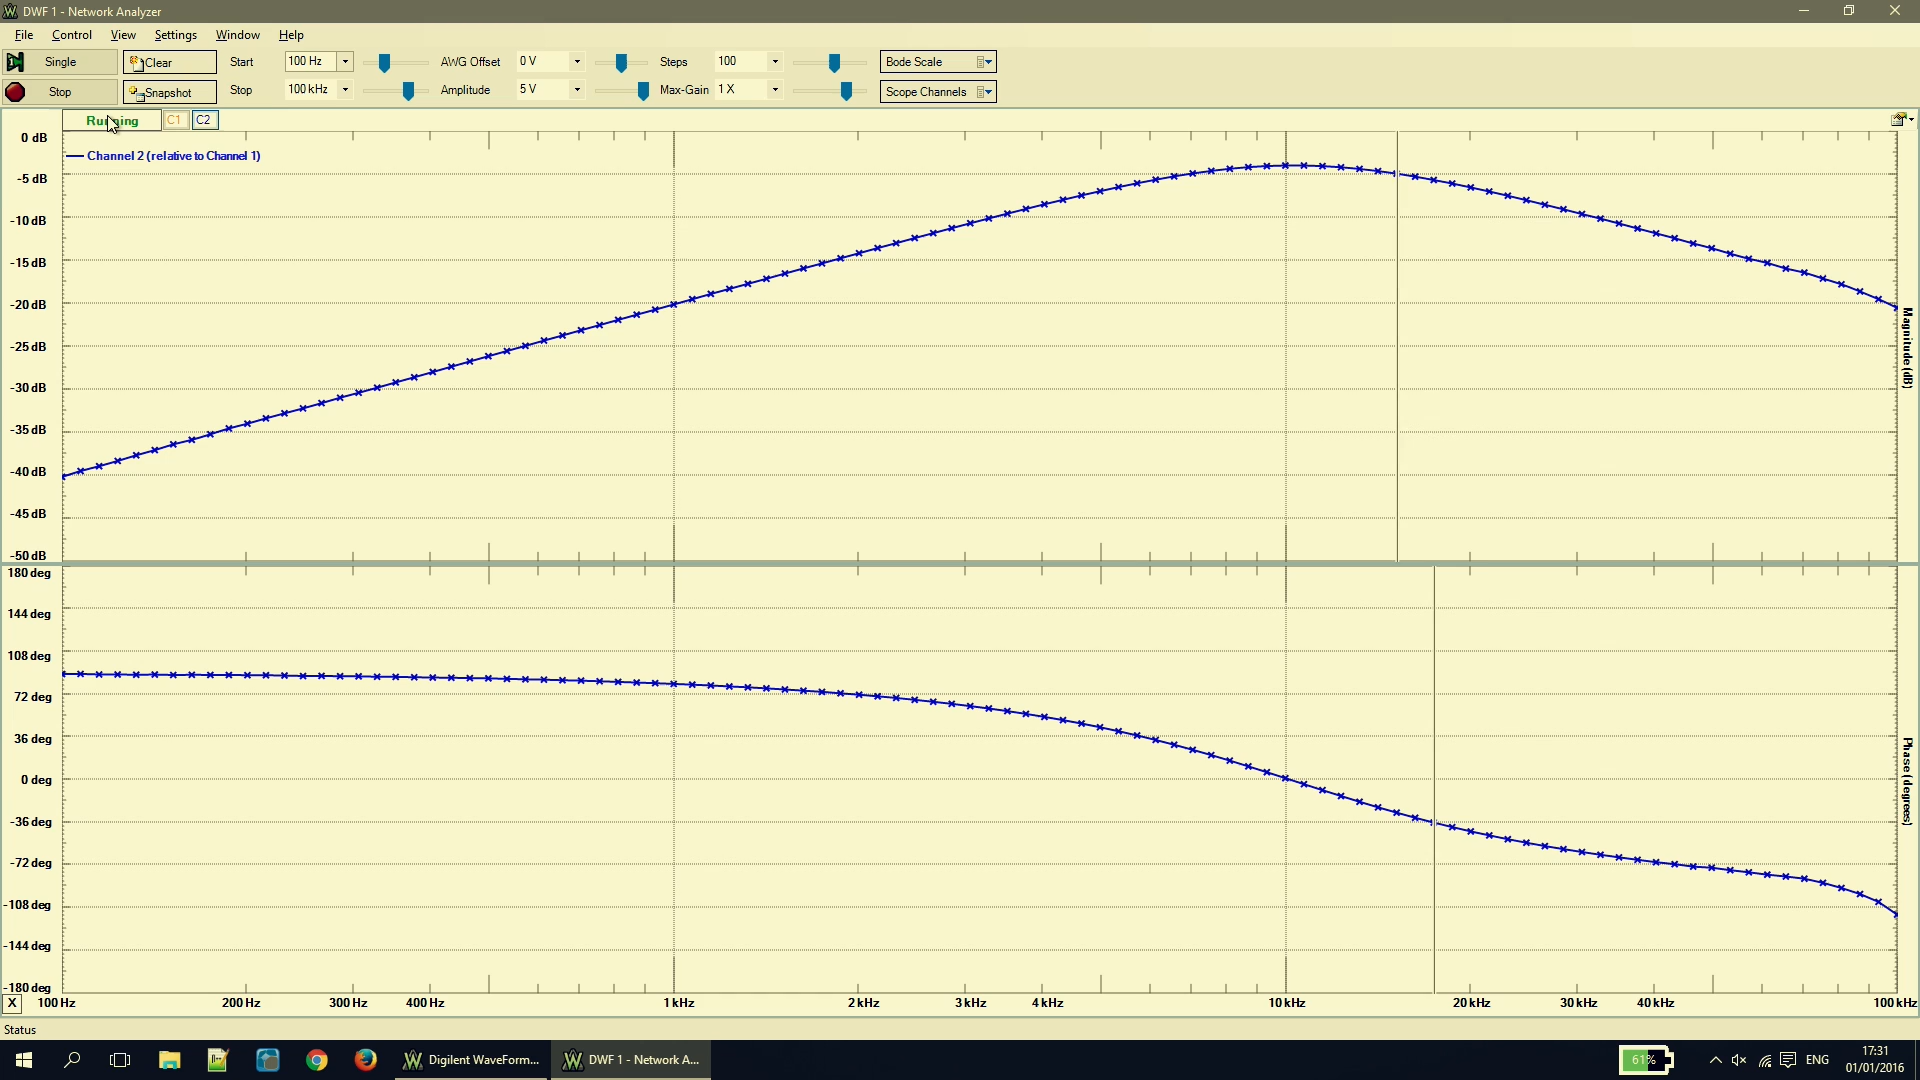 DWF 1 - Network Analyzer
File Control View Settings Window Help
Single Clear Start 100 Hz AWG Offset 0 V Steps 100 Bode Scale
Stop Snapshot Stop 100 kHz Amplitude 5 V Max-Gain 1 X Scope Channels
Running C1 C2
0 dB
Channel 2 (relative to Channel 1)
-5 dB
-10 dB
-15 dB
-20 dB
-25 dB
-30 dB
-35 dB
-40 dB
-45 dB
-50 dB
Magnitude (dB)
180 deg
144 deg
108 deg
72 deg
36 deg
0 deg
-36 deg
-72 deg
-108 deg
-144 deg
-180 deg
Phase (degrees)
X 100 Hz 200 Hz 300 Hz 400 Hz 1 kHz 2 kHz 3 kHz 4 kHz 10 kHz 20 kHz 30 kHz 40 kHz 100 kHz
Status
Digilent WaveForm... DWF 1 - Network A... 61% ENG 17:31
01/01/2016